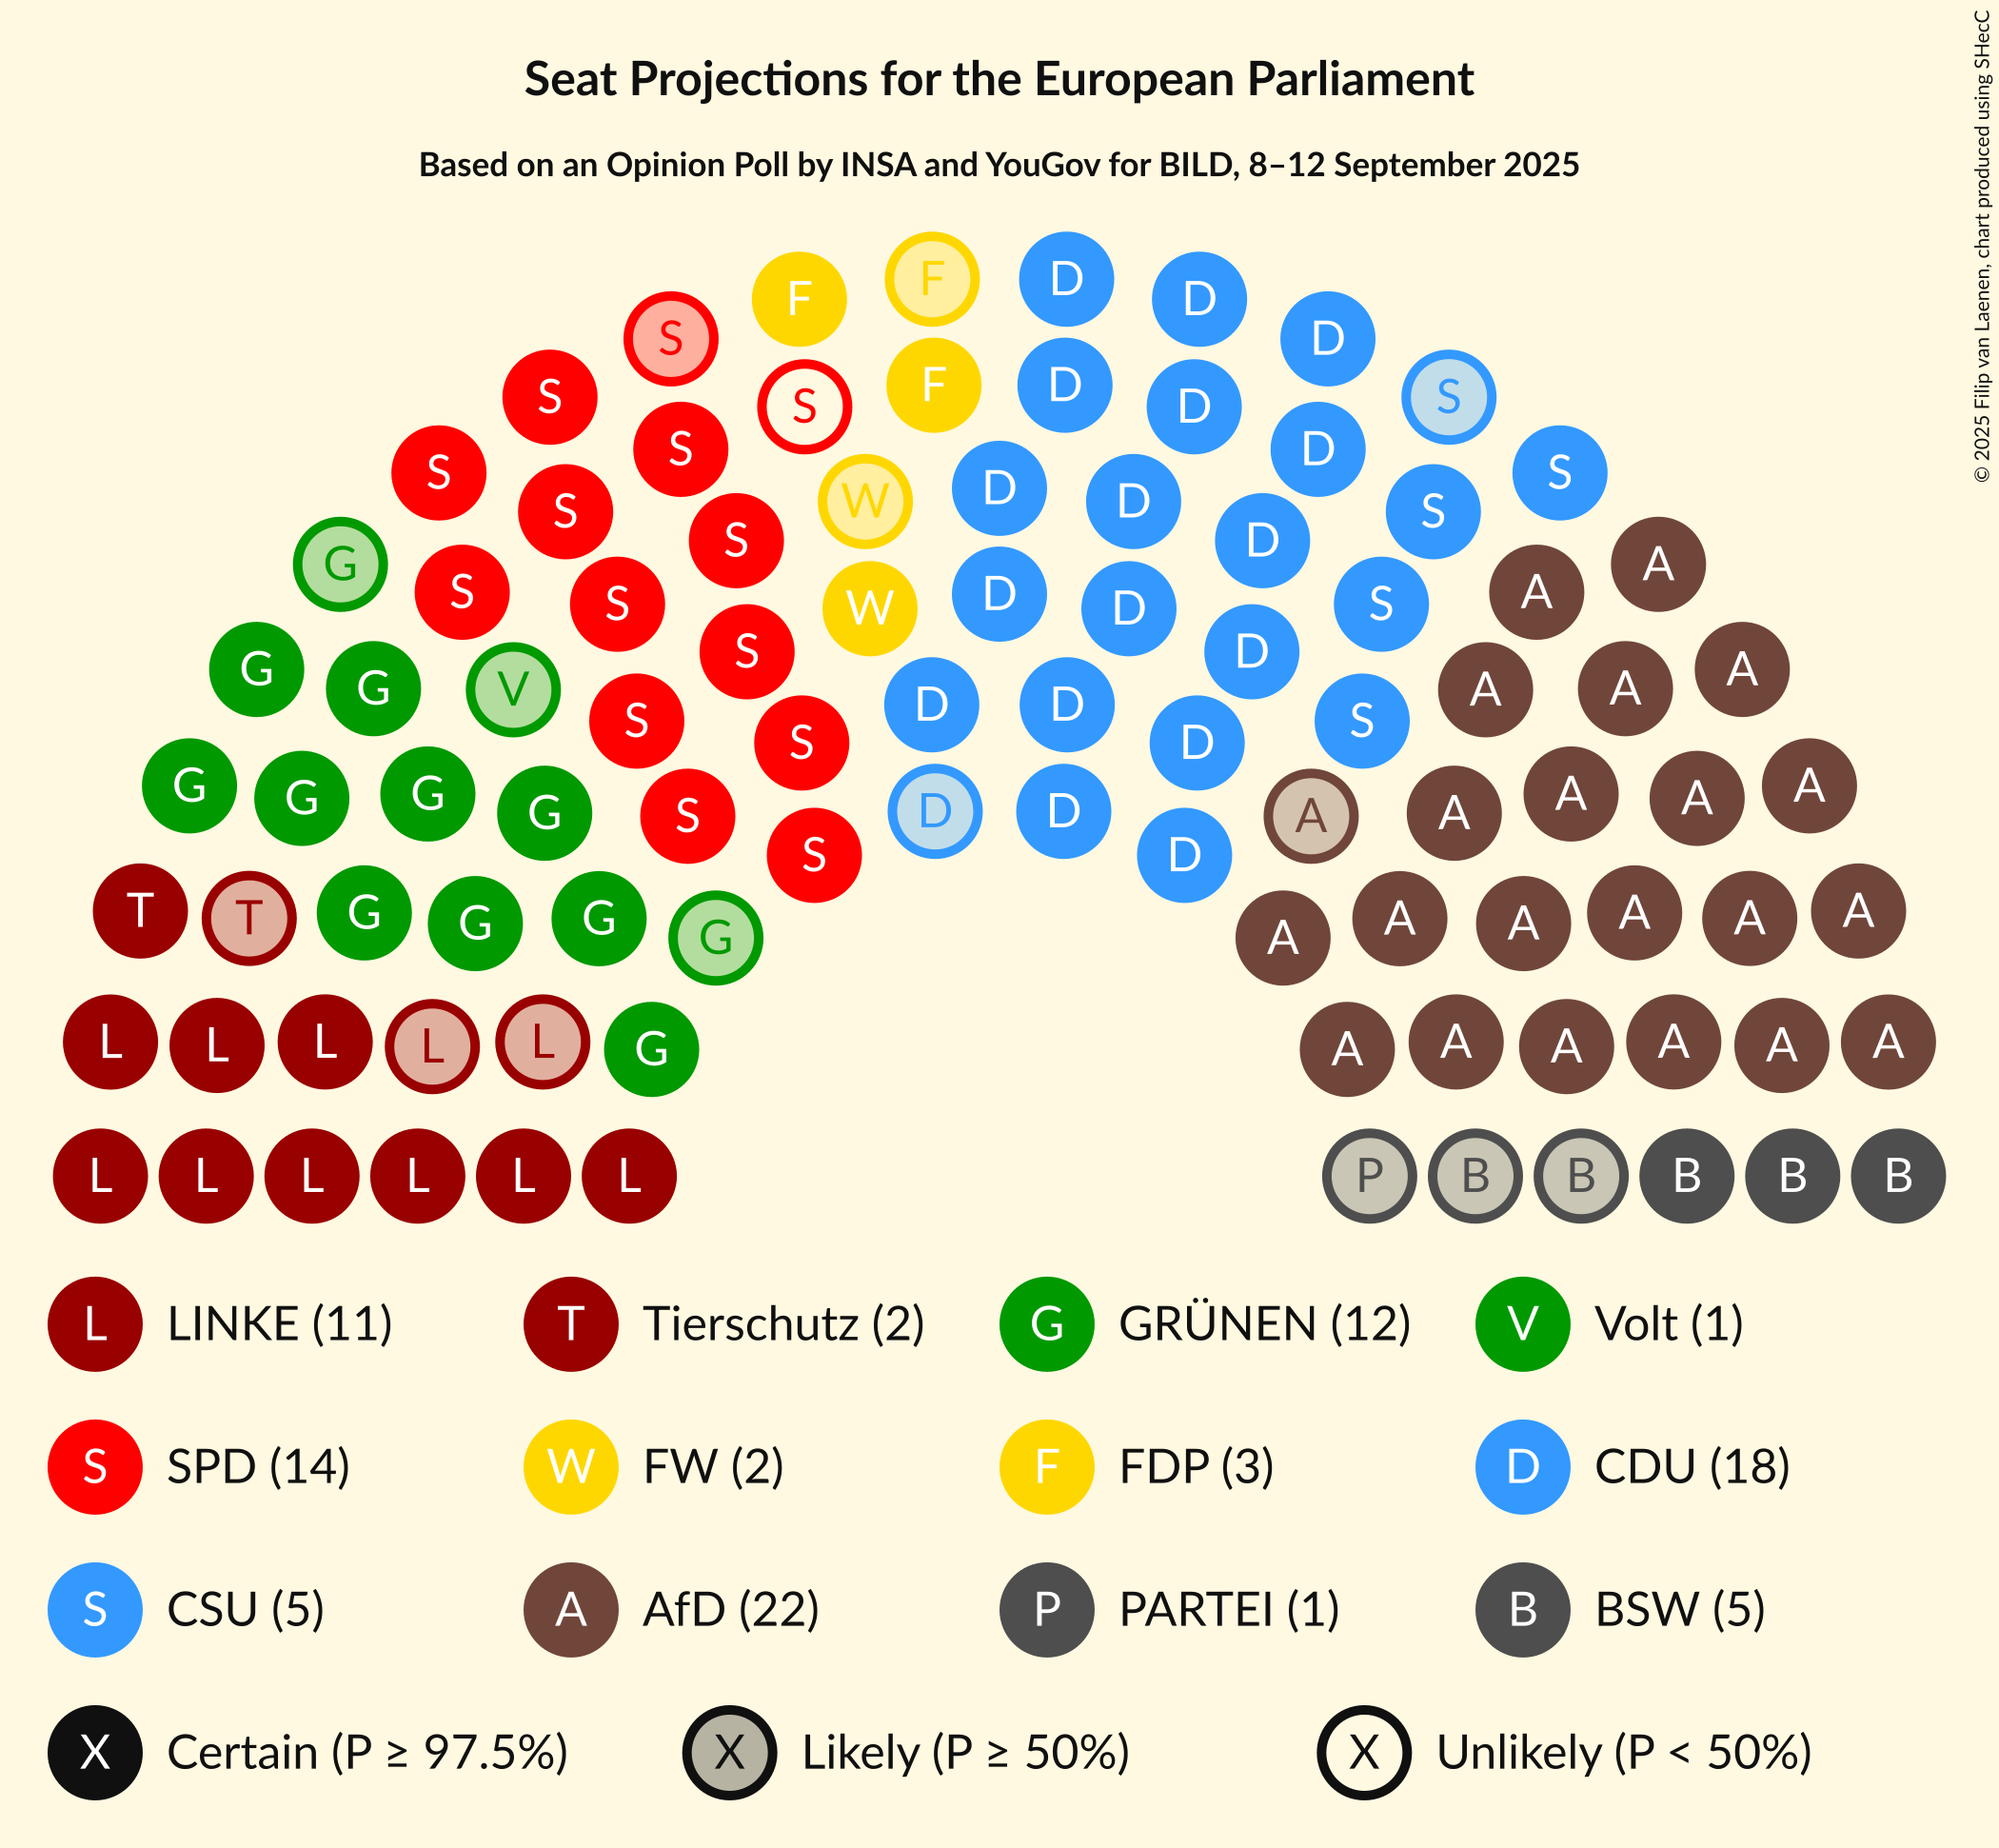 Seat Projections for the European Parliament
Based on an Opinion Poll by INSA and YouGov for BILD, 8–12 September 2025
© 2025 Filip van Laenen, chart produced using SHecC
F D
F D D
S D
S F D S
S D
S S D D
S W D D S S
S S D S
G S W D D A A
S S D S
G G V S D D D S A A A
G G G G S S D D D A A A A A
S D
T T G G G G A A A A A A
L L L L L G A A A A A A
L L L L L L P B B B B B
L LINKE (11) T Tierschutz (2) G GRÜNEN (12) V Volt (1)
S SPD (14) W FW (2) F FDP (3) D CDU (18)
S CSU (5) A AfD (22) P PARTEI (1) B BSW (5)
X Certain (P ≥ 97.5%) X Likely (P ≥ 50%) X Unlikely (P < 50%)